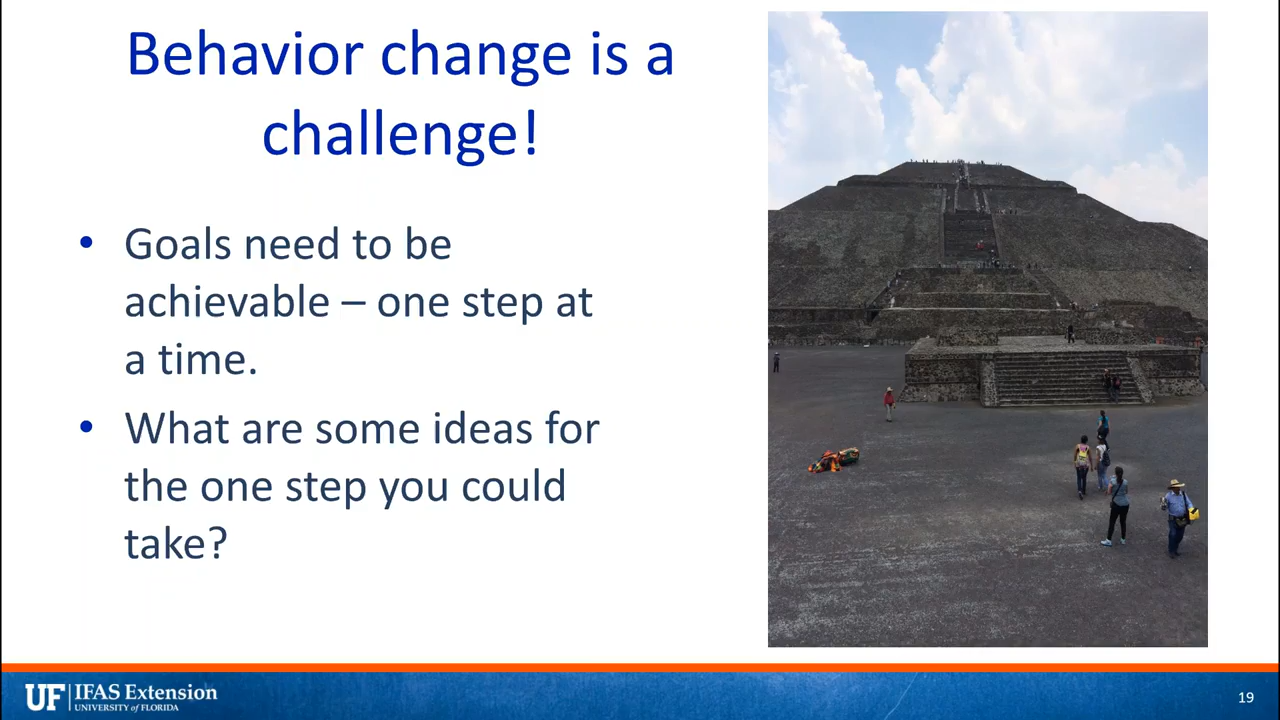 Behavior change is a
challenge!
• Goals need to be
achievable – one step at
a time.
• What are some ideas for
the one step you could
take?
UF IFAS Extension
UNIVERSITY of FLORIDA
19